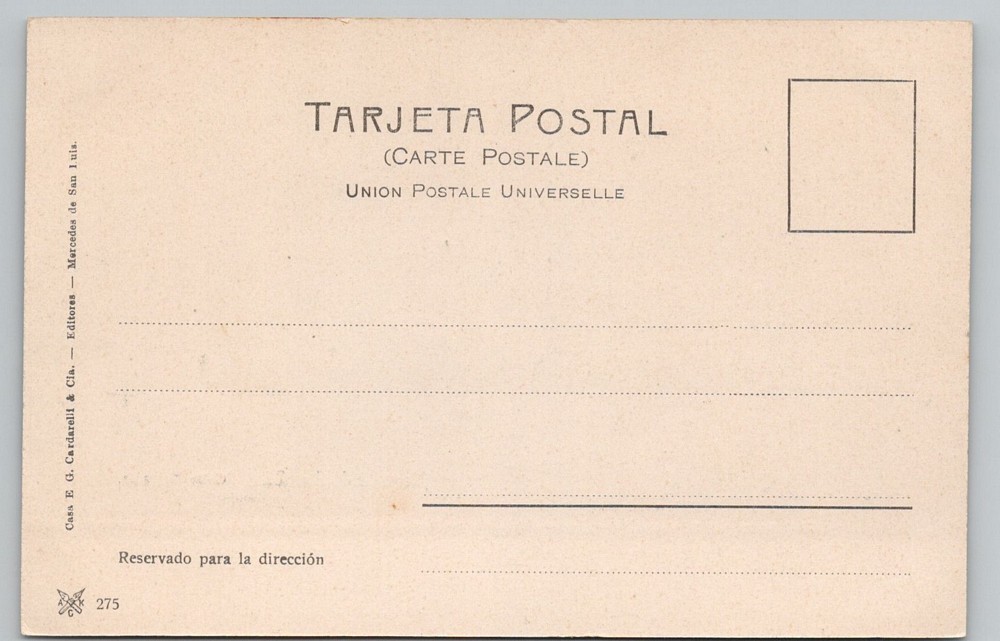 TARJETA POSTAL
(CARTE POSTALE)
UNION POSTALE UNIVERSELLE
Casa E. G. Cardarelli & Cia. — Editores. — Mercedes de San Luis.
Reservado para la dirección
275